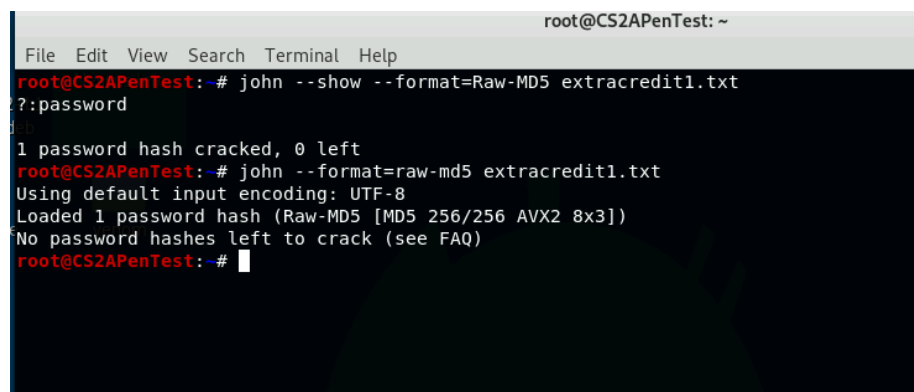 root@CS2APenTest: ~
File Edit View Search Terminal Help
root@CS2APenTest:~# john --show --format=Raw-MD5 extracredit1.txt
?:password
1 password hash cracked, 0 left
root@CS2APenTest:~# john --format=raw-md5 extracredit1.txt
Using default input encoding: UTF-8
Loaded 1 password hash (Raw-MD5 [MD5 256/256 AVX2 8x3])
No password hashes left to crack (see FAQ)
root@CS2APenTest:~#